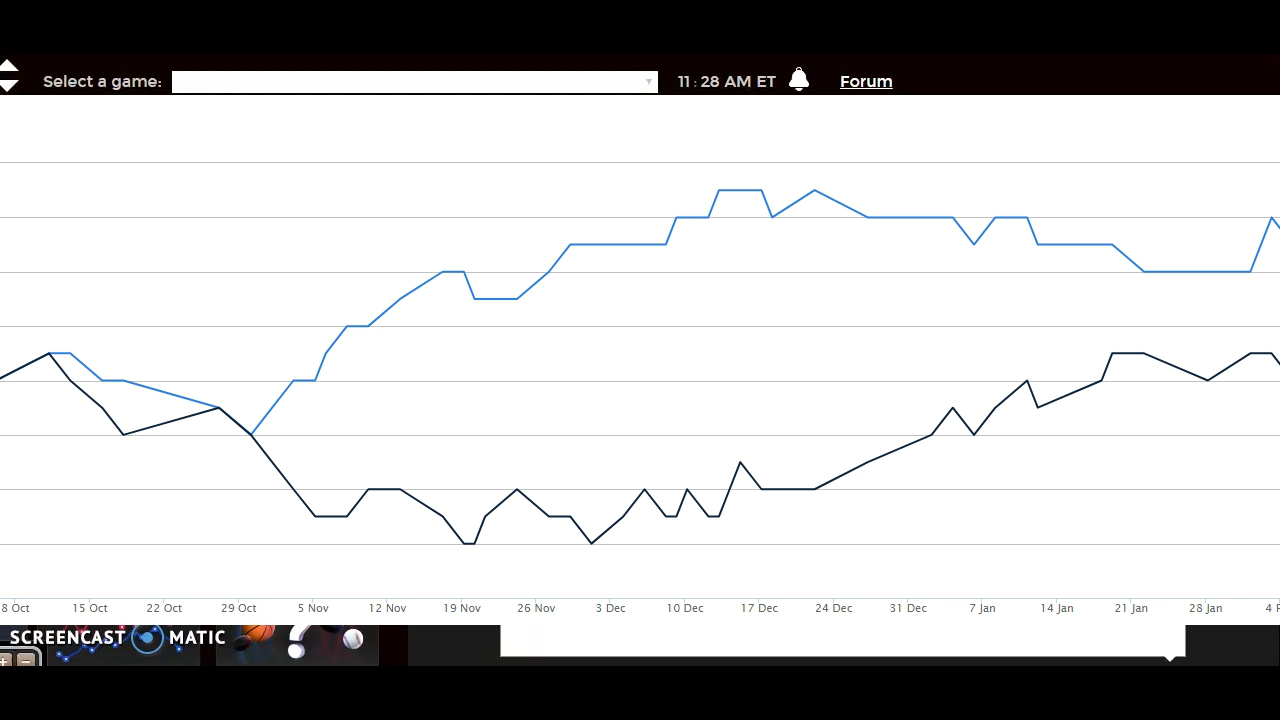 Select a game:
11 : 28 AM ET
Forum
8 Oct
15 Oct
22 Oct
29 Oct
5 Nov
12 Nov
19 Nov
26 Nov
3 Dec
10 Dec
17 Dec
24 Dec
31 Dec
7 Jan
14 Jan
21 Jan
28 Jan
4 F
SCREENCAST MATIC